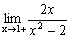 lim x→1+ 2x / x² − 2